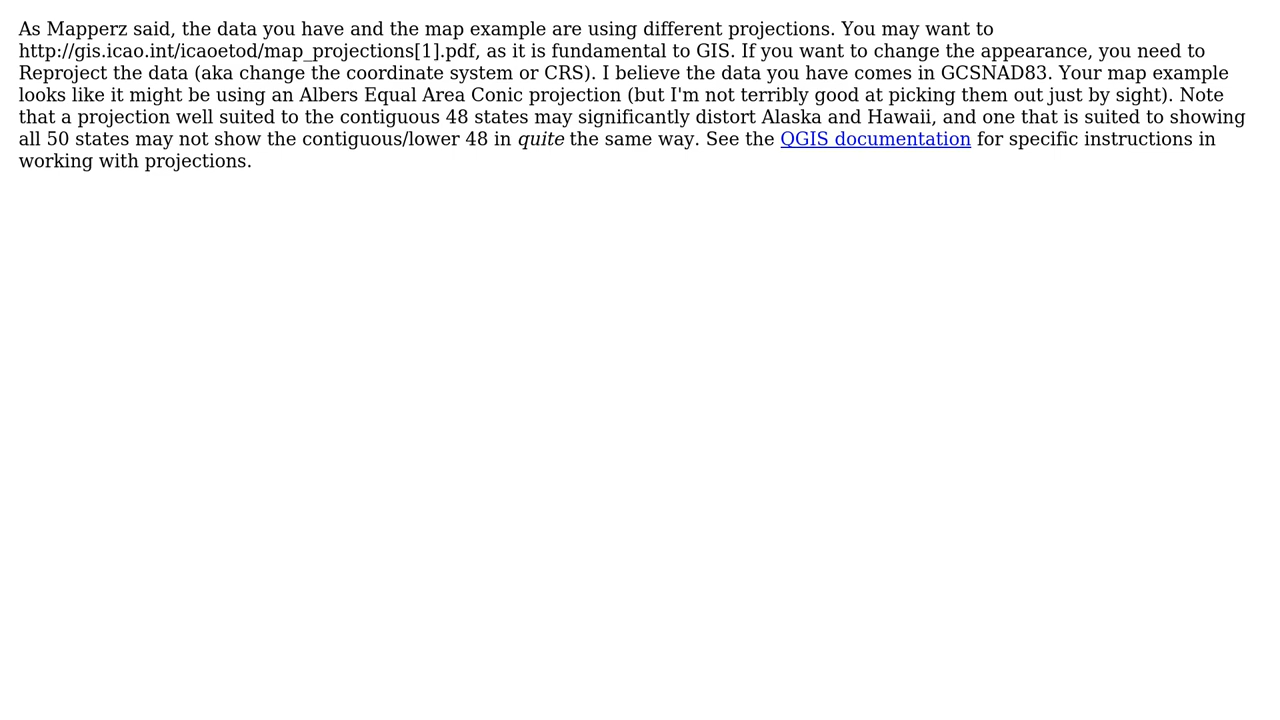 As Mapperz said, the data you have and the map example are using different projections. You may want to
http://gis.icao.int/icaoetod/map_projections[1].pdf, as it is fundamental to GIS. If you want to change the appearance, you need to
Reproject the data (aka change the coordinate system or CRS). I believe the data you have comes in GCSNAD83. Your map example
looks like it might be using an Albers Equal Area Conic projection (but I'm not terribly good at picking them out just by sight). Note
that a projection well suited to the contiguous 48 states may significantly distort Alaska and Hawaii, and one that is suited to showing
all 50 states may not show the contiguous/lower 48 in quite the same way. See the QGIS documentation for specific instructions in
working with projections.